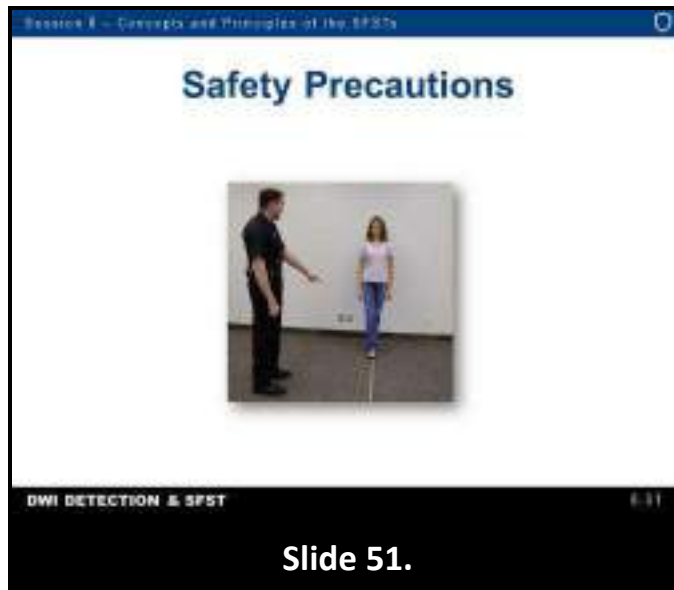 Session 8 – Concepts and Principles of the SFSTs
Safety Precautions
DWI DETECTION & SFST
Slide 51.